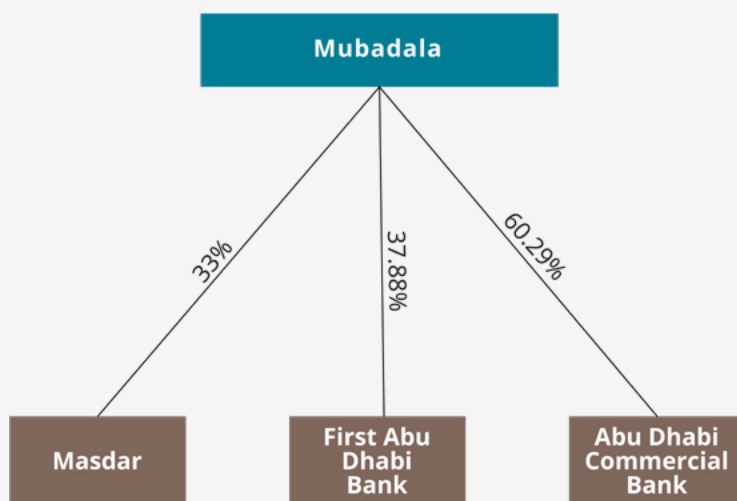 Mubadala
33%
37.88%
60.29%
Masdar
First Abu
Dhabi
Bank
Abu Dhabi
Commercial
Bank